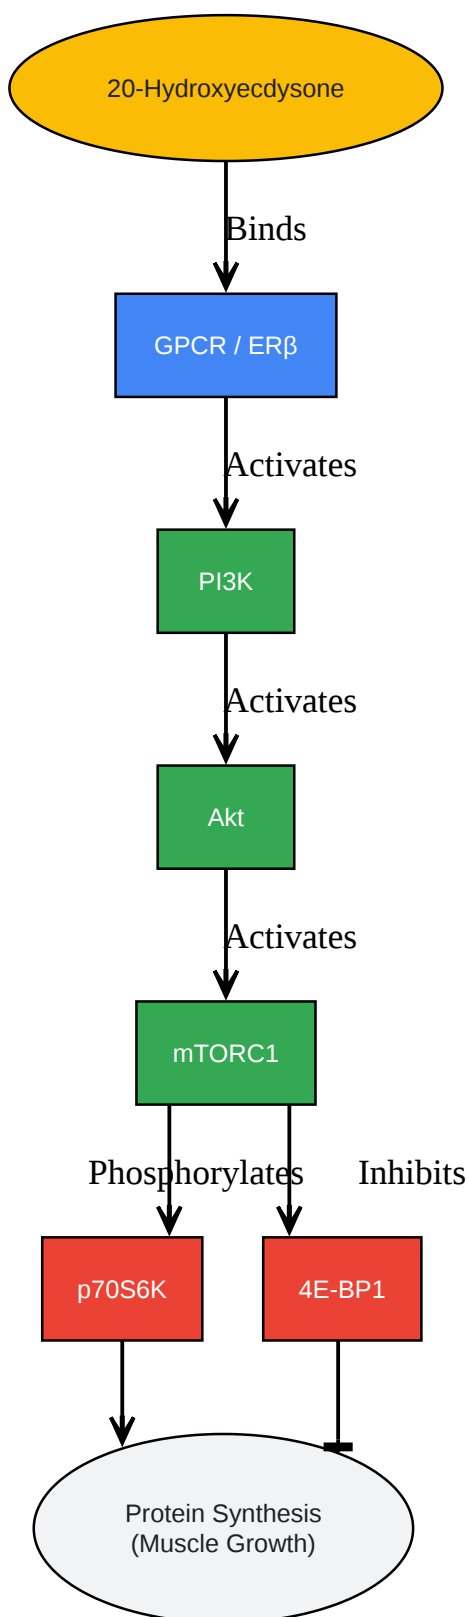 20-Hydroxyecdysone
Binds
GPCR / ERβ
Activates
PI3K
Activates
Akt
Activates
mTORC1
Phosphorylates
Inhibits
p70S6K
4E-BP1
Protein Synthesis
(Muscle Growth)